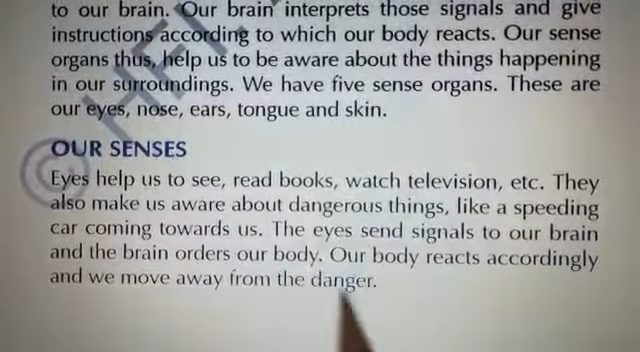 to our brain. Our brain interprets those signals and give
instructions according to which our body reacts. Our sense
organs thus, help us to be aware about the things happening
in our surroundings. We have five sense organs. These are
our eyes, nose, ears, tongue and skin.
OUR SENSES
Eyes help us to see, read books, watch television, etc. They
also make us aware about dangerous things, like a speeding
car coming towards us. The eyes send signals to our brain
and the brain orders our body. Our body reacts accordingly
and we move away from the danger.